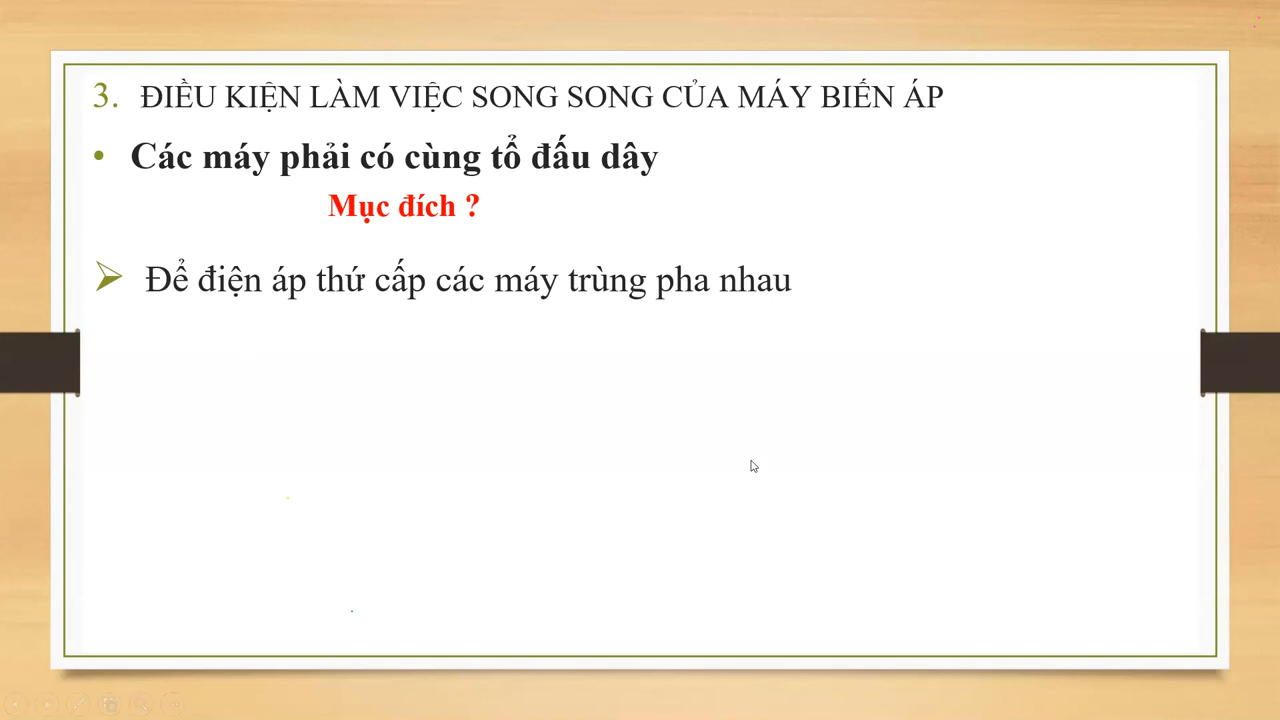 3. ĐIỀU KIỆN LÀM VIỆC SONG SONG CỦA MÁY BIẾN ÁP
• Các máy phải có cùng tổ đấu dây
Mục đích ?
➢ Để điện áp thứ cấp các máy trùng pha nhau